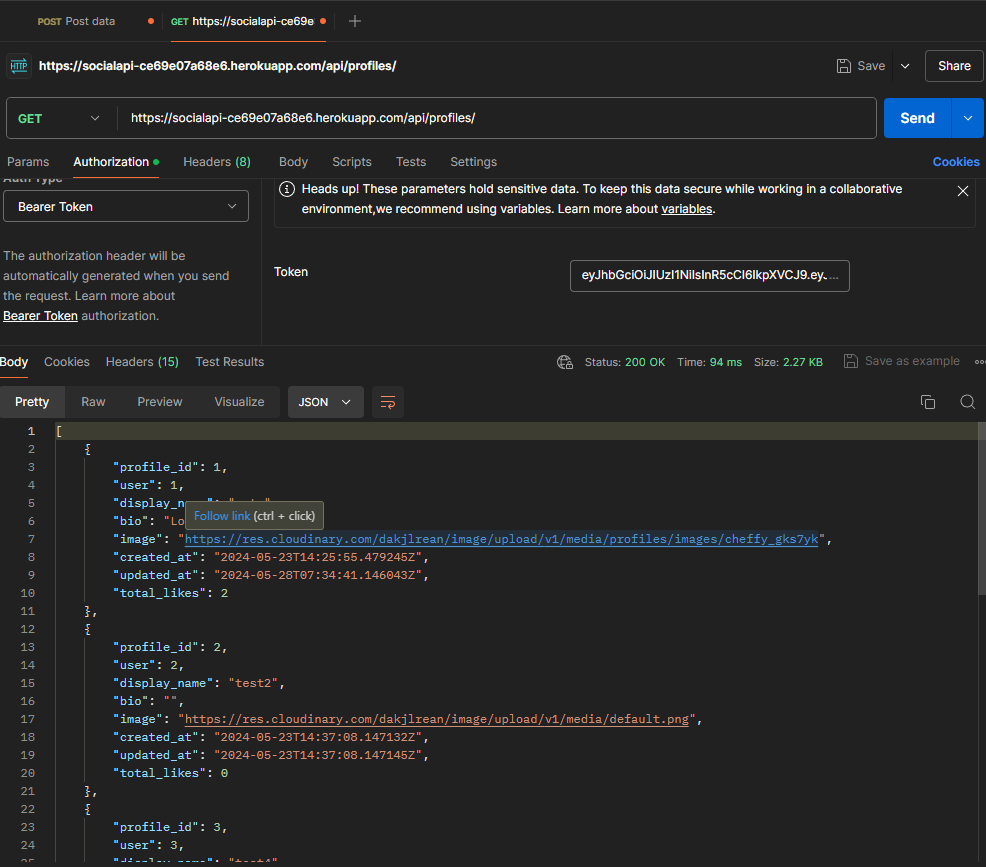 POST Post data
GET https://socialapi-ce69e
https://socialapi-ce69e07a68e6.herokuapp.com/api/profiles/
Save
Share
GET
https://socialapi-ce69e07a68e6.herokuapp.com/api/profiles/
Send
Params
Authorization
Headers (8)
Body
Scripts
Tests
Settings
Cookies
Auth Type
Bearer Token
Heads up! These parameters hold sensitive data. To keep this data secure while working in a collaborative
environment,we recommend using variables. Learn more about variables.
The authorization header will be
automatically generated when you send
the request. Learn more about
Bearer Token authorization.
Token
Body
Cookies
Headers (15)
Test Results
Status: 200 OK
Time: 94 ms
Size: 2.27 KB
Save as example
Pretty
Raw
Preview
Visualize
JSON
1 [
2 {
3 "profile_id": 1,
4 "user": 1,
5 "display_n
Follow link (ctrl + click)
6 "bio": "Lo
7 "image": "https://res.cloudinary.com/dakjlrean/image/upload/v1/media/profiles/images/cheffy_gks7yk",
8 "created_at": "2024-05-23T14:25:55.479245Z",
9 "updated_at": "2024-05-28T07:34:41.146043Z",
10 "total_likes": 2
11 },
12 {
13 "profile_id": 2,
14 "user": 2,
15 "display_name": "test2",
16 "bio": "",
17 "image": "https://res.cloudinary.com/dakjlrean/image/upload/v1/media/default.png",
18 "created_at": "2024-05-23T14:37:08.147132Z",
19 "updated_at": "2024-05-23T14:37:08.147145Z",
20 "total_likes": 0
21 },
22 {
23 "profile_id": 3,
24 "user": 3,
25 "display_name": "test4"